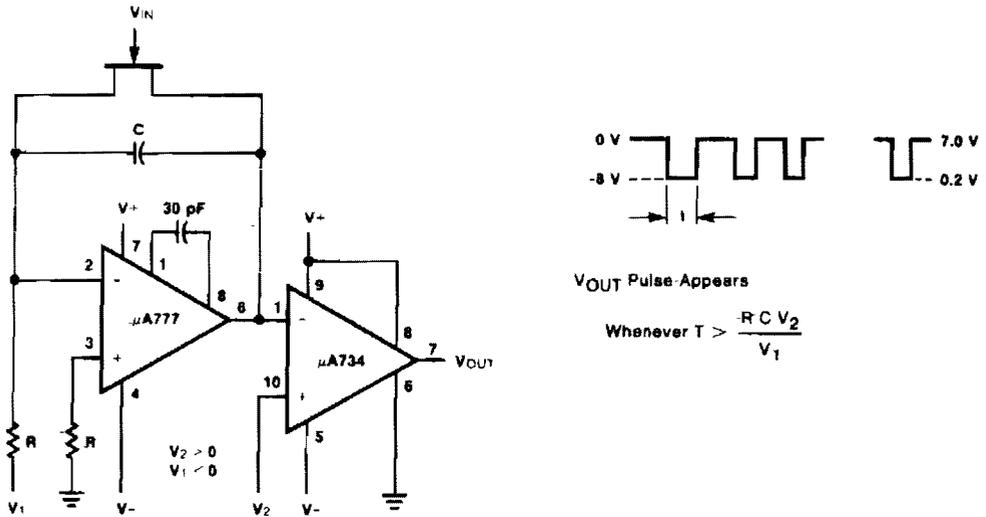 VIN
C
V+
30 pF
7
1
2
-
8
μA777
6
3
+
4
R
R
V2 > 0
V1 < 0
V1
V-
V+
9
1
-
8
μA734
7
VOUT
10
+
6
5
V2
V-
0 V
7.0 V
-8 V
0.2 V
t
VOUT Pulse Appears
Whenever T > -R C V2
V1